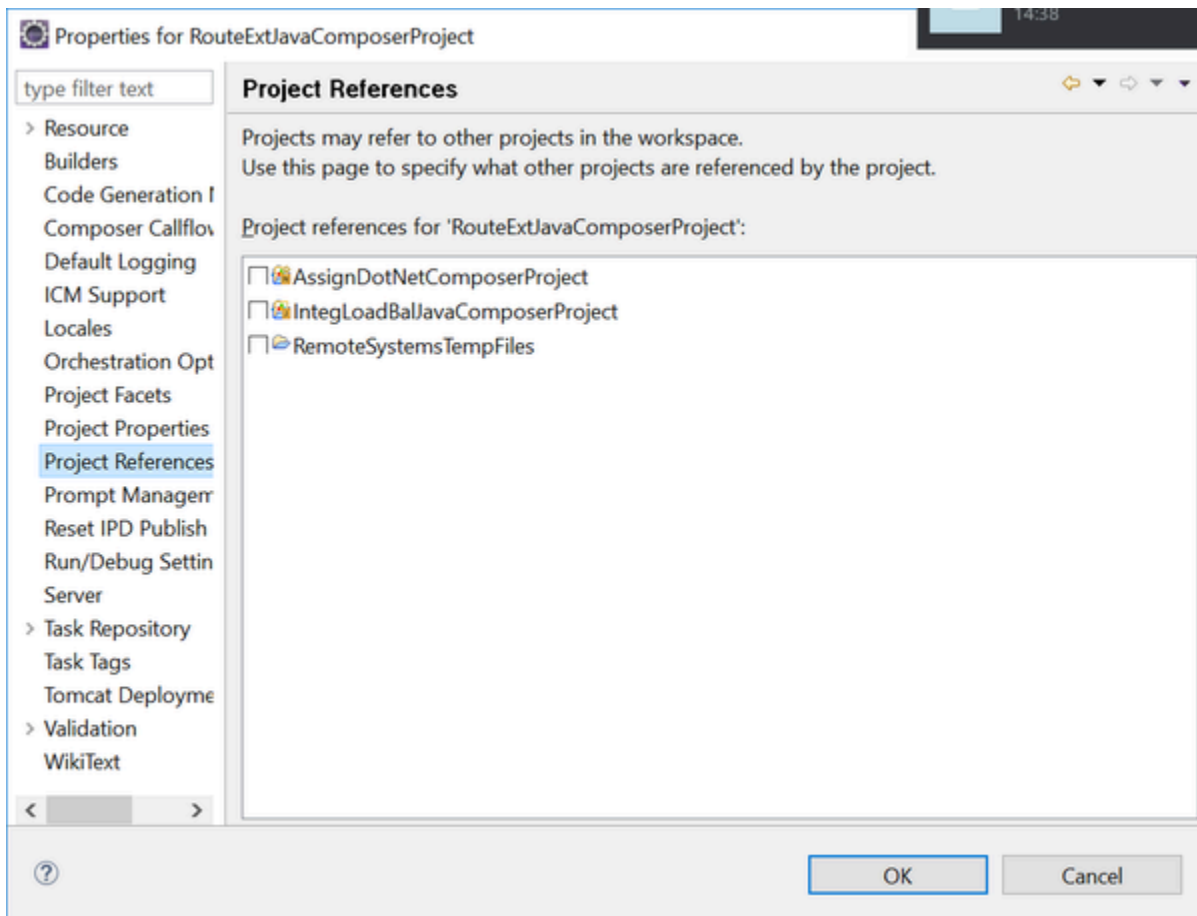 14:38
Properties for RouteExtJavaComposerProject
type filter text
Resource
Builders
Code Generation
Composer Callflow
Default Logging
ICM Support
Locales
Orchestration Opt
Project Facets
Project Properties
Project References
Prompt Managem
Reset IPD Publish
Run/Debug Settin
Server
Task Repository
Task Tags
Tomcat Deployme
Validation
WikiText
Project References
Projects may refer to other projects in the workspace.
Use this page to specify what other projects are referenced by the project.
Project references for 'RouteExtJavaComposerProject':
AssignDotNetComposerProject
IntegLoadBalJavaComposerProject
RemoteSystemsTempFiles
OK
Cancel